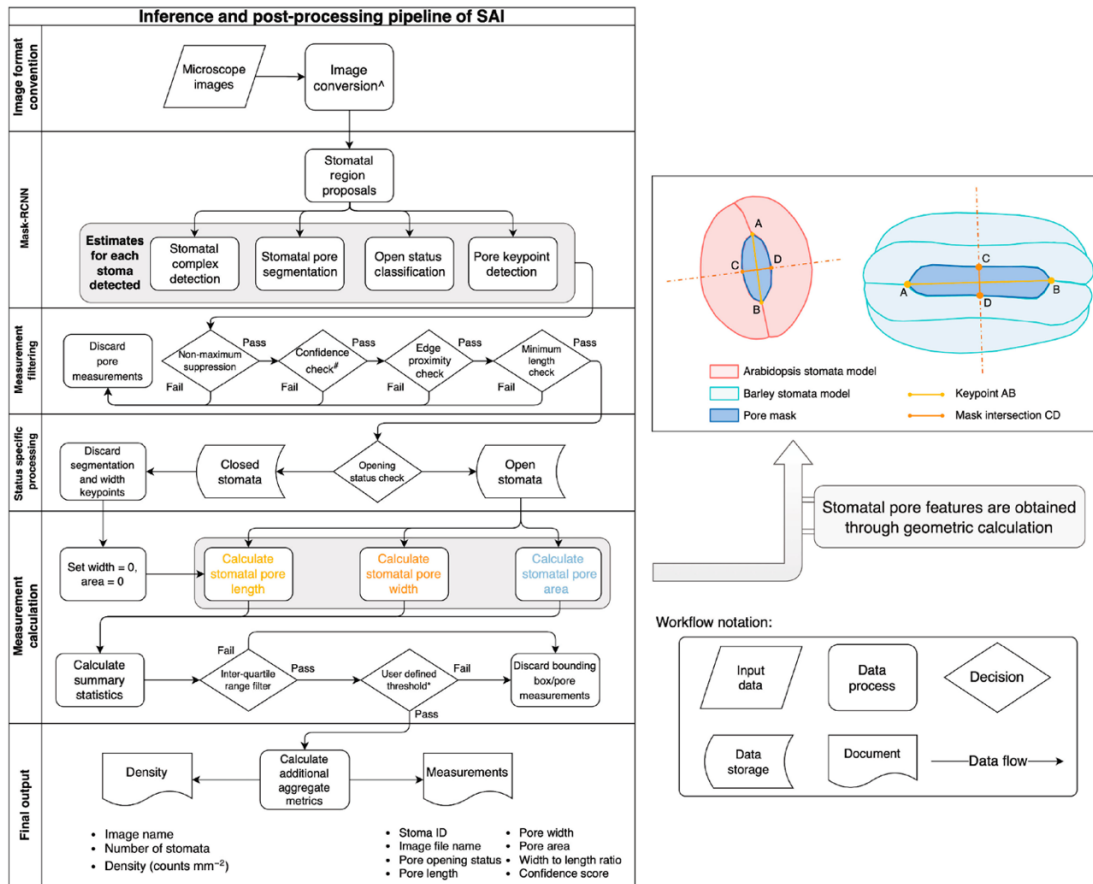 Inference and post-processing pipeline of SAI
Image format
convention
Microscope
images
Image
conversion^
Mask-RCNN
Stomatal
region
proposals
Estimates
for each
stoma
detected
Stomatal
complex
detection
Stomatal pore
segmentation
Open status
classification
Pore keypoint
detection
Measurement
filtering
Discard
pore
measurements
Non-maximum
suppression
Pass
Fail
Confidence
check#
Pass
Fail
Edge
proximity
check
Pass
Fail
Minimum
length
check
Pass
Fail
Status specific
processing
Discard
segmentation
and width
keypoints
Closed
stomata
Opening
status check
Open
stomata
Measurement
calculation
Set width = 0,
area = 0
Calculate
stomatal pore
length
Calculate
stomatal pore
width
Calculate
stomatal pore
area
Calculate
summary
statistics
Fail
Inter-quartile
range filter
Pass
User defined
threshold*
Fail
Pass
Discard bounding
box/pore
measurements
Final output
Density
Calculate
additional
aggregate
metrics
Measurements
• Image name
• Number of stomata
• Density (counts mm⁻²)
• Stoma ID
• Image file name
• Pore opening status
• Pore length
• Pore width
• Pore area
• Width to length ratio
• Confidence score
A
C
D
B
C
A
B
D
Arabidopsis stomata model
Barley stomata model
Pore mask
Keypoint AB
Mask intersection CD
Stomatal pore features are obtained
through geometric calculation
Workflow notation:
Input
data
Data
process
Decision
Data
storage
Document
Data flow